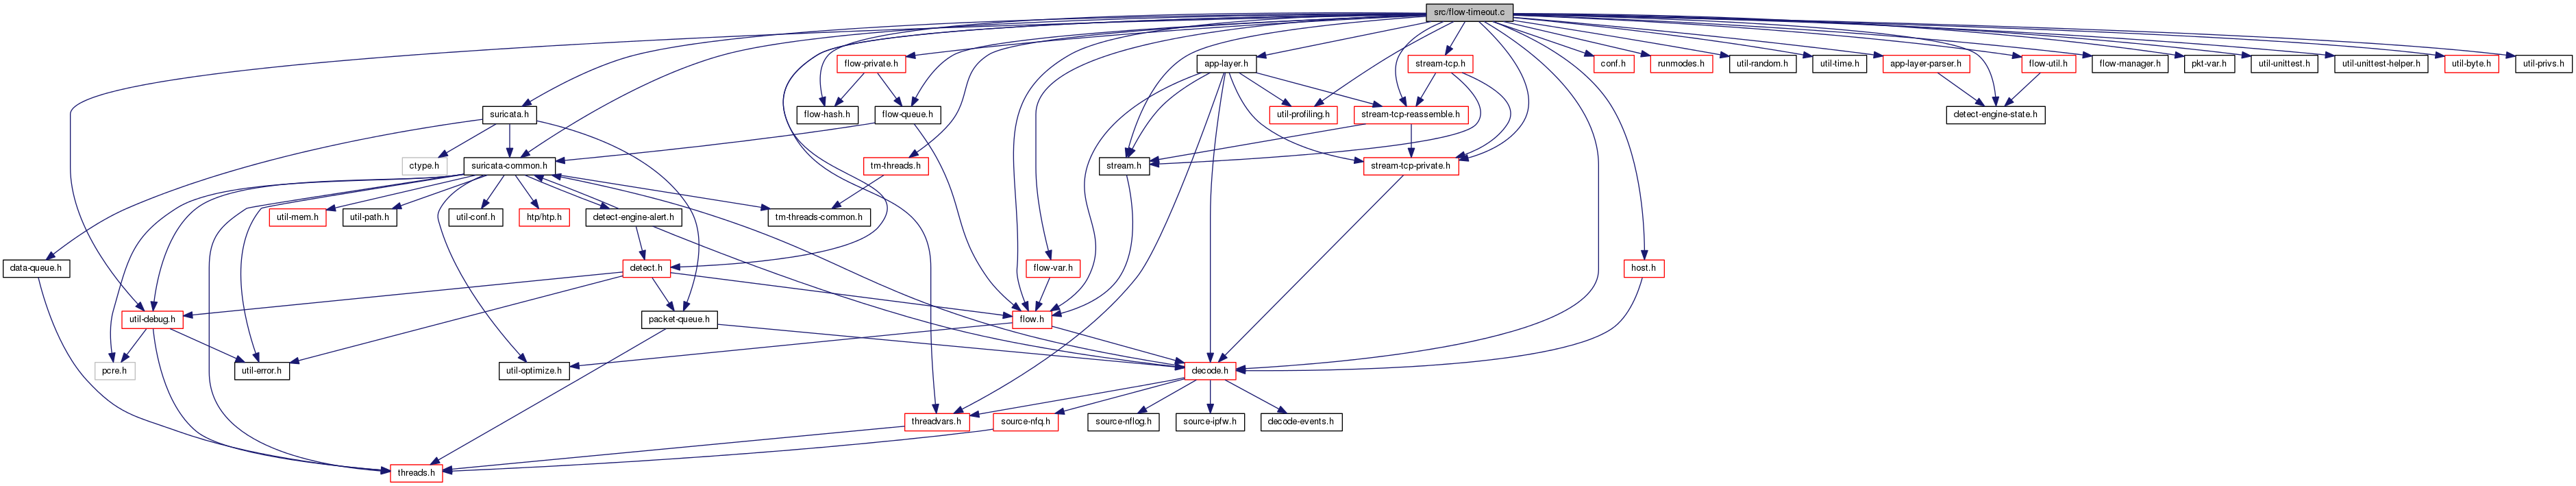 src/flow-timeout.c
flow-private.h
app-layer.h
stream-tcp.h
conf.h
runmodes.h
util-random.h
util-time.h
app-layer-parser.h
flow-util.h
flow-manager.h
pkt-var.h
util-unittest.h
util-unittest-helper.h
util-byte.h
util-privs.h
suricata.h
flow-hash.h
flow-queue.h
util-profiling.h
stream-tcp-reassemble.h
detect-engine-state.h
ctype.h
suricata-common.h
tm-threads.h
stream.h
stream-tcp-private.h
util-mem.h
util-path.h
util-conf.h
htp/htp.h
detect-engine-alert.h
tm-threads-common.h
data-queue.h
detect.h
flow-var.h
host.h
util-debug.h
packet-queue.h
flow.h
pcre.h
util-error.h
util-optimize.h
decode.h
threadvars.h
source-nfq.h
source-nflog.h
source-ipfw.h
decode-events.h
threads.h